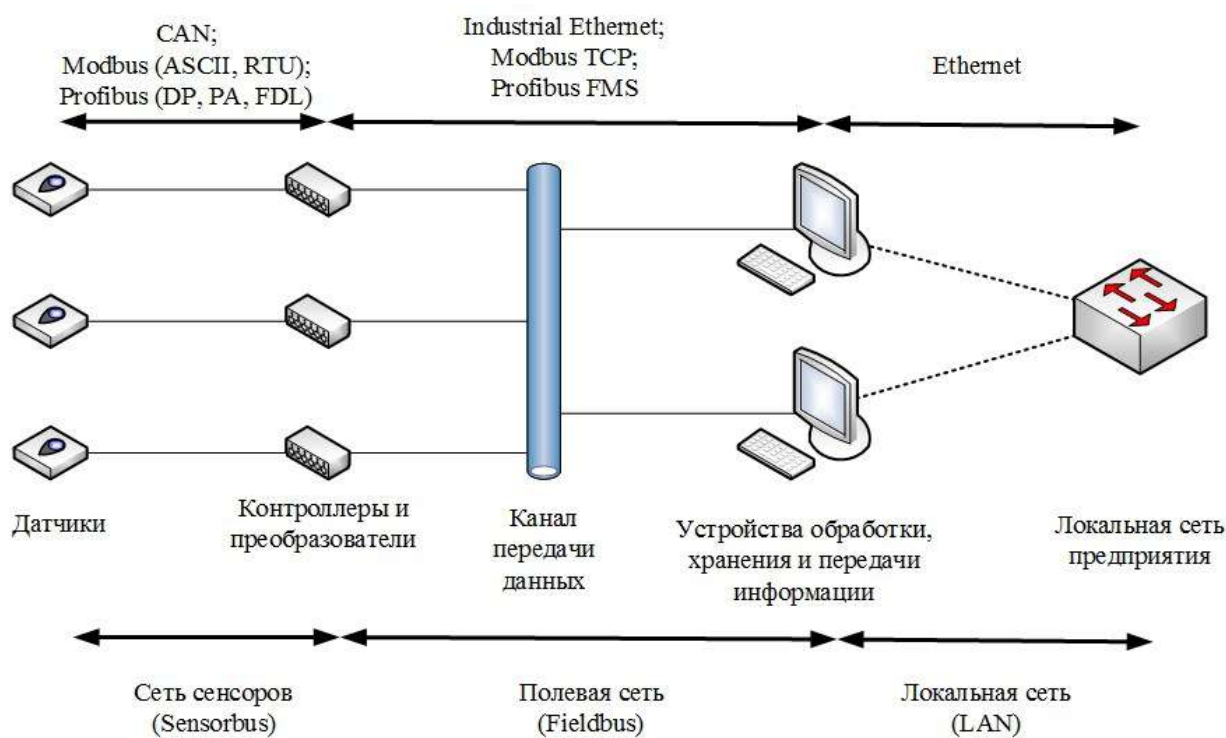 CAN;
Modbus (ASCII, RTU);
Profibus (DP, PA, FDL)
Industrial Ethernet;
Modbus TCP;
Profibus FMS
Ethernet
Датчики
Контроллеры и
преобразователи
Канал
передачи
данных
Устройства обработки,
хранения и передачи
информации
Локальная сеть
предприятия
Сеть сенсоров
(Sensorbus)
Полевая сеть
(Fieldbus)
Локальная сеть
(LAN)